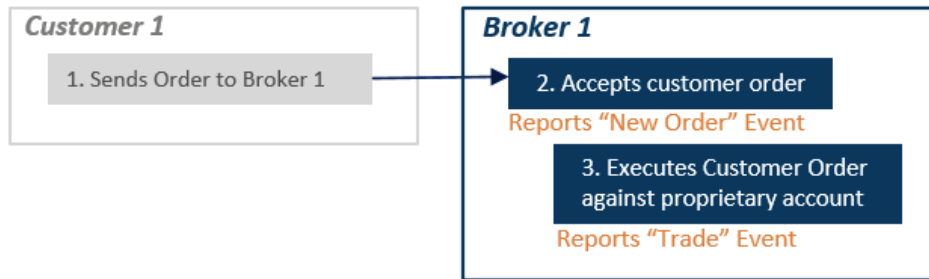 Customer 1
1. Sends Order to Broker 1
Broker 1
2. Accepts customer order
Reports “New Order” Event
3. Executes Customer Order
against proprietary account
Reports “Trade” Event